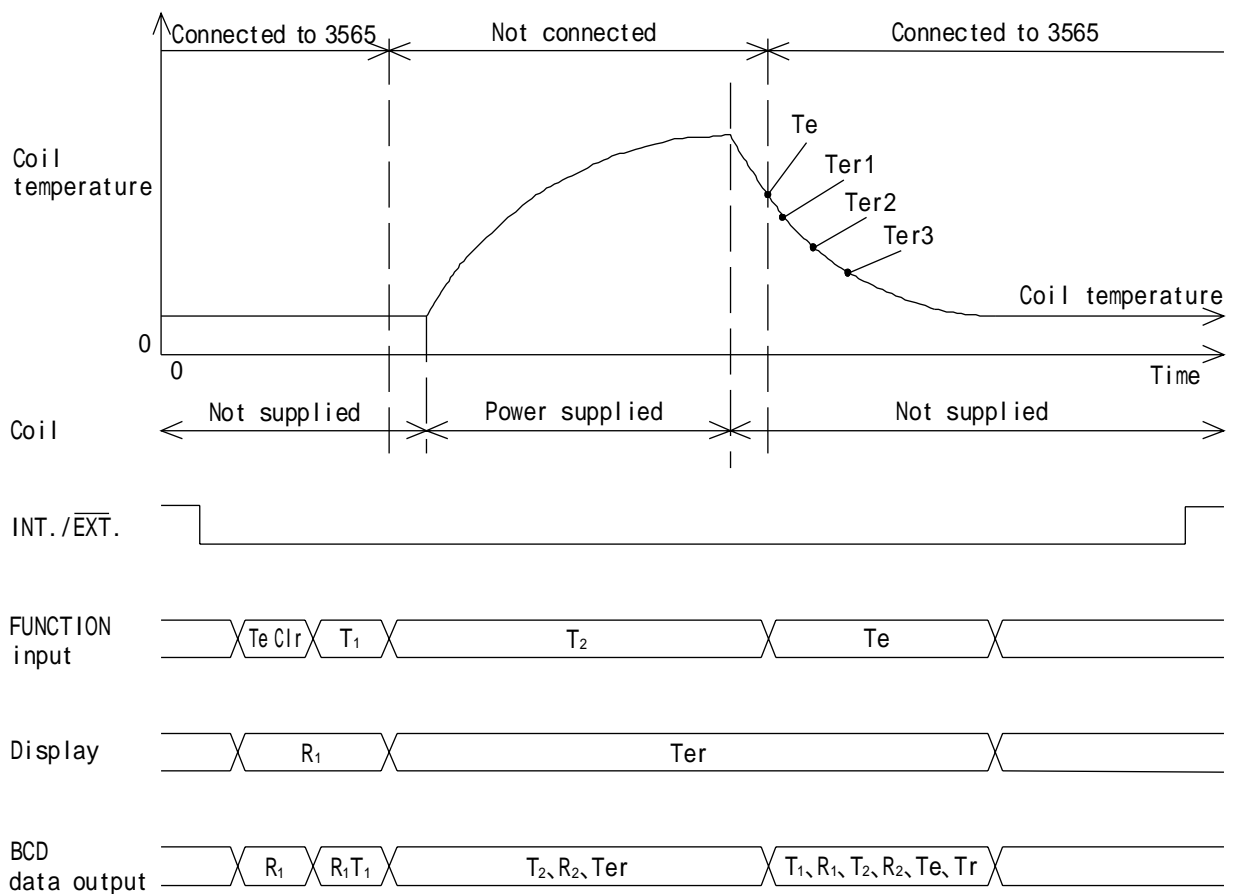 Connected to 3565 Not connected Connected to 3565
Coil
temperature
Te
Ter1
Ter2
Ter3
Coil temperature
0
0
Time
Coil Not supplied Power supplied Not supplied
INT./EXT.
FUNCTION
input
Te Clr T₁ T₂ Te
Display R₁ Ter
BCD
data output
R₁ R₁T₁ T₂、R₂、Ter T₁、R₁、T₂、R₂、Te、Tr